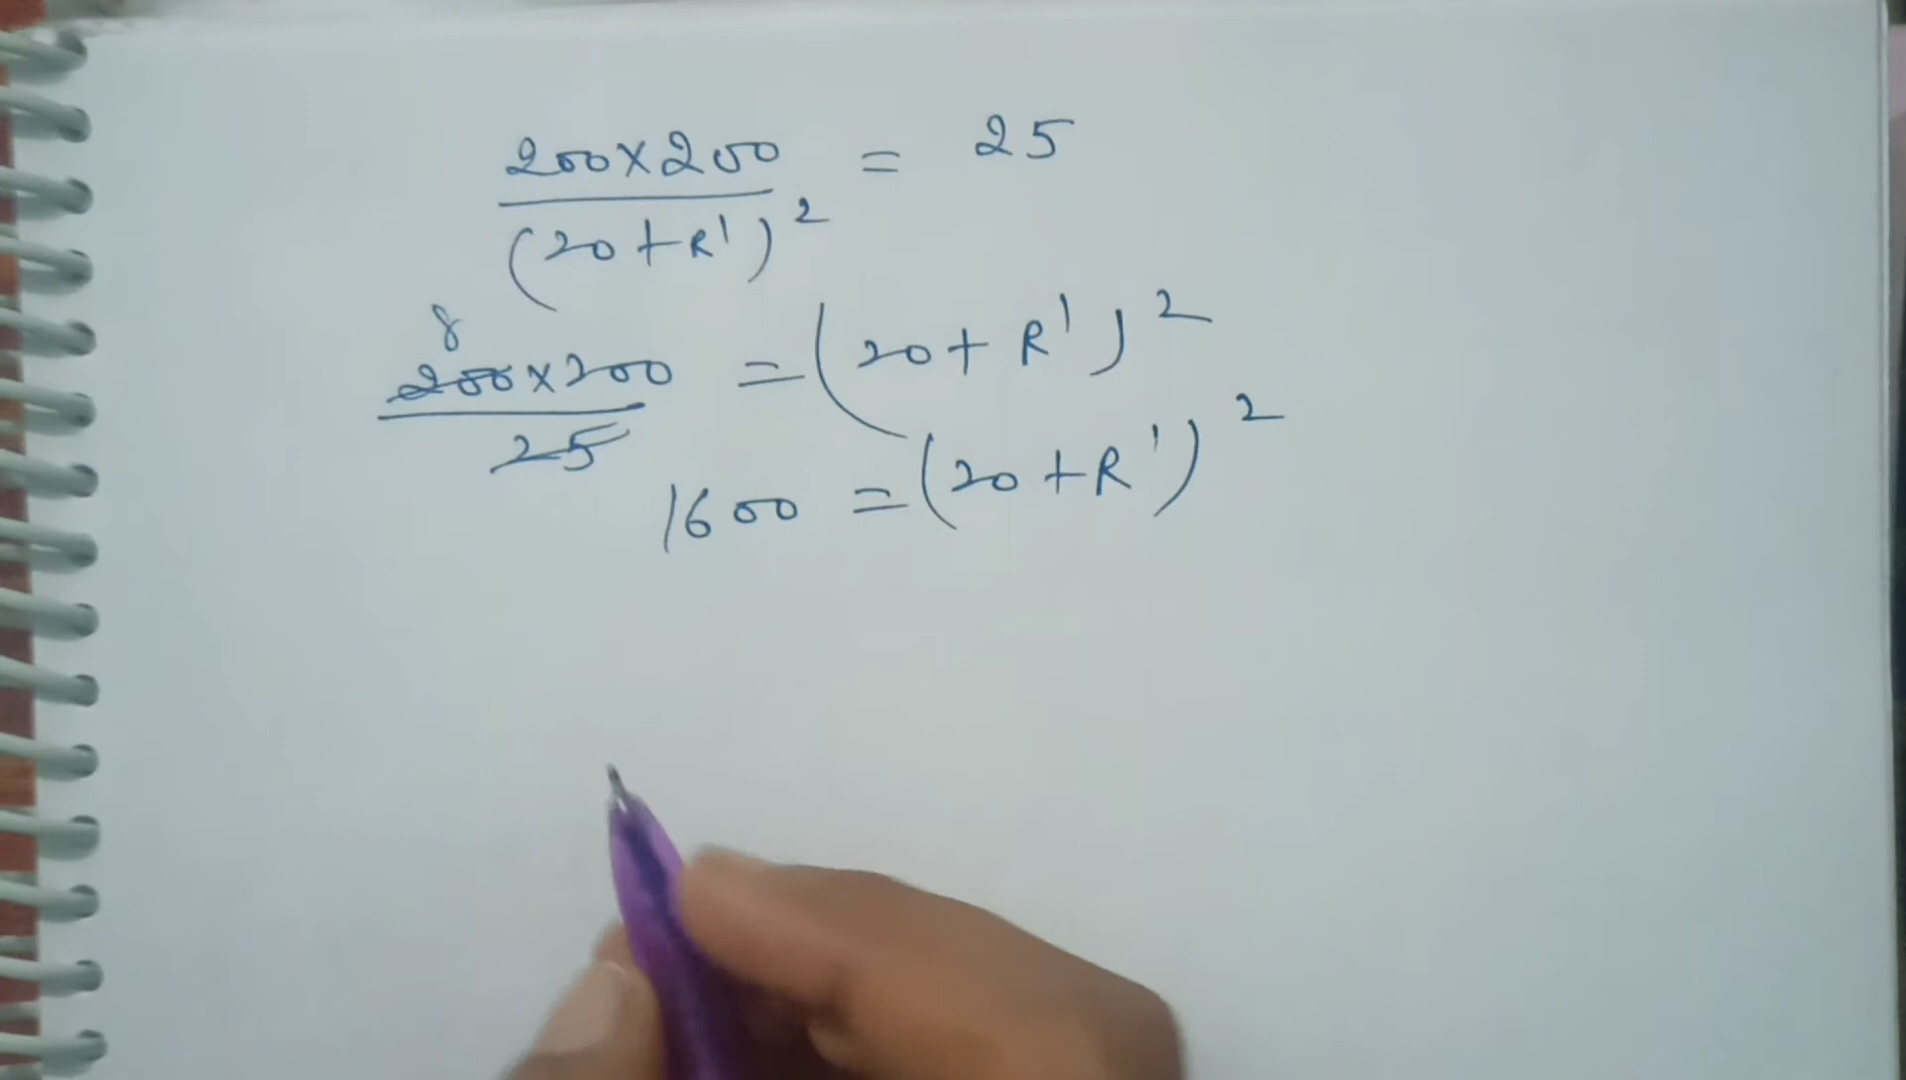 200×200 = 25
(20+R')²
8
200×200 = (20+R')²
25
1600 = (20+R')²